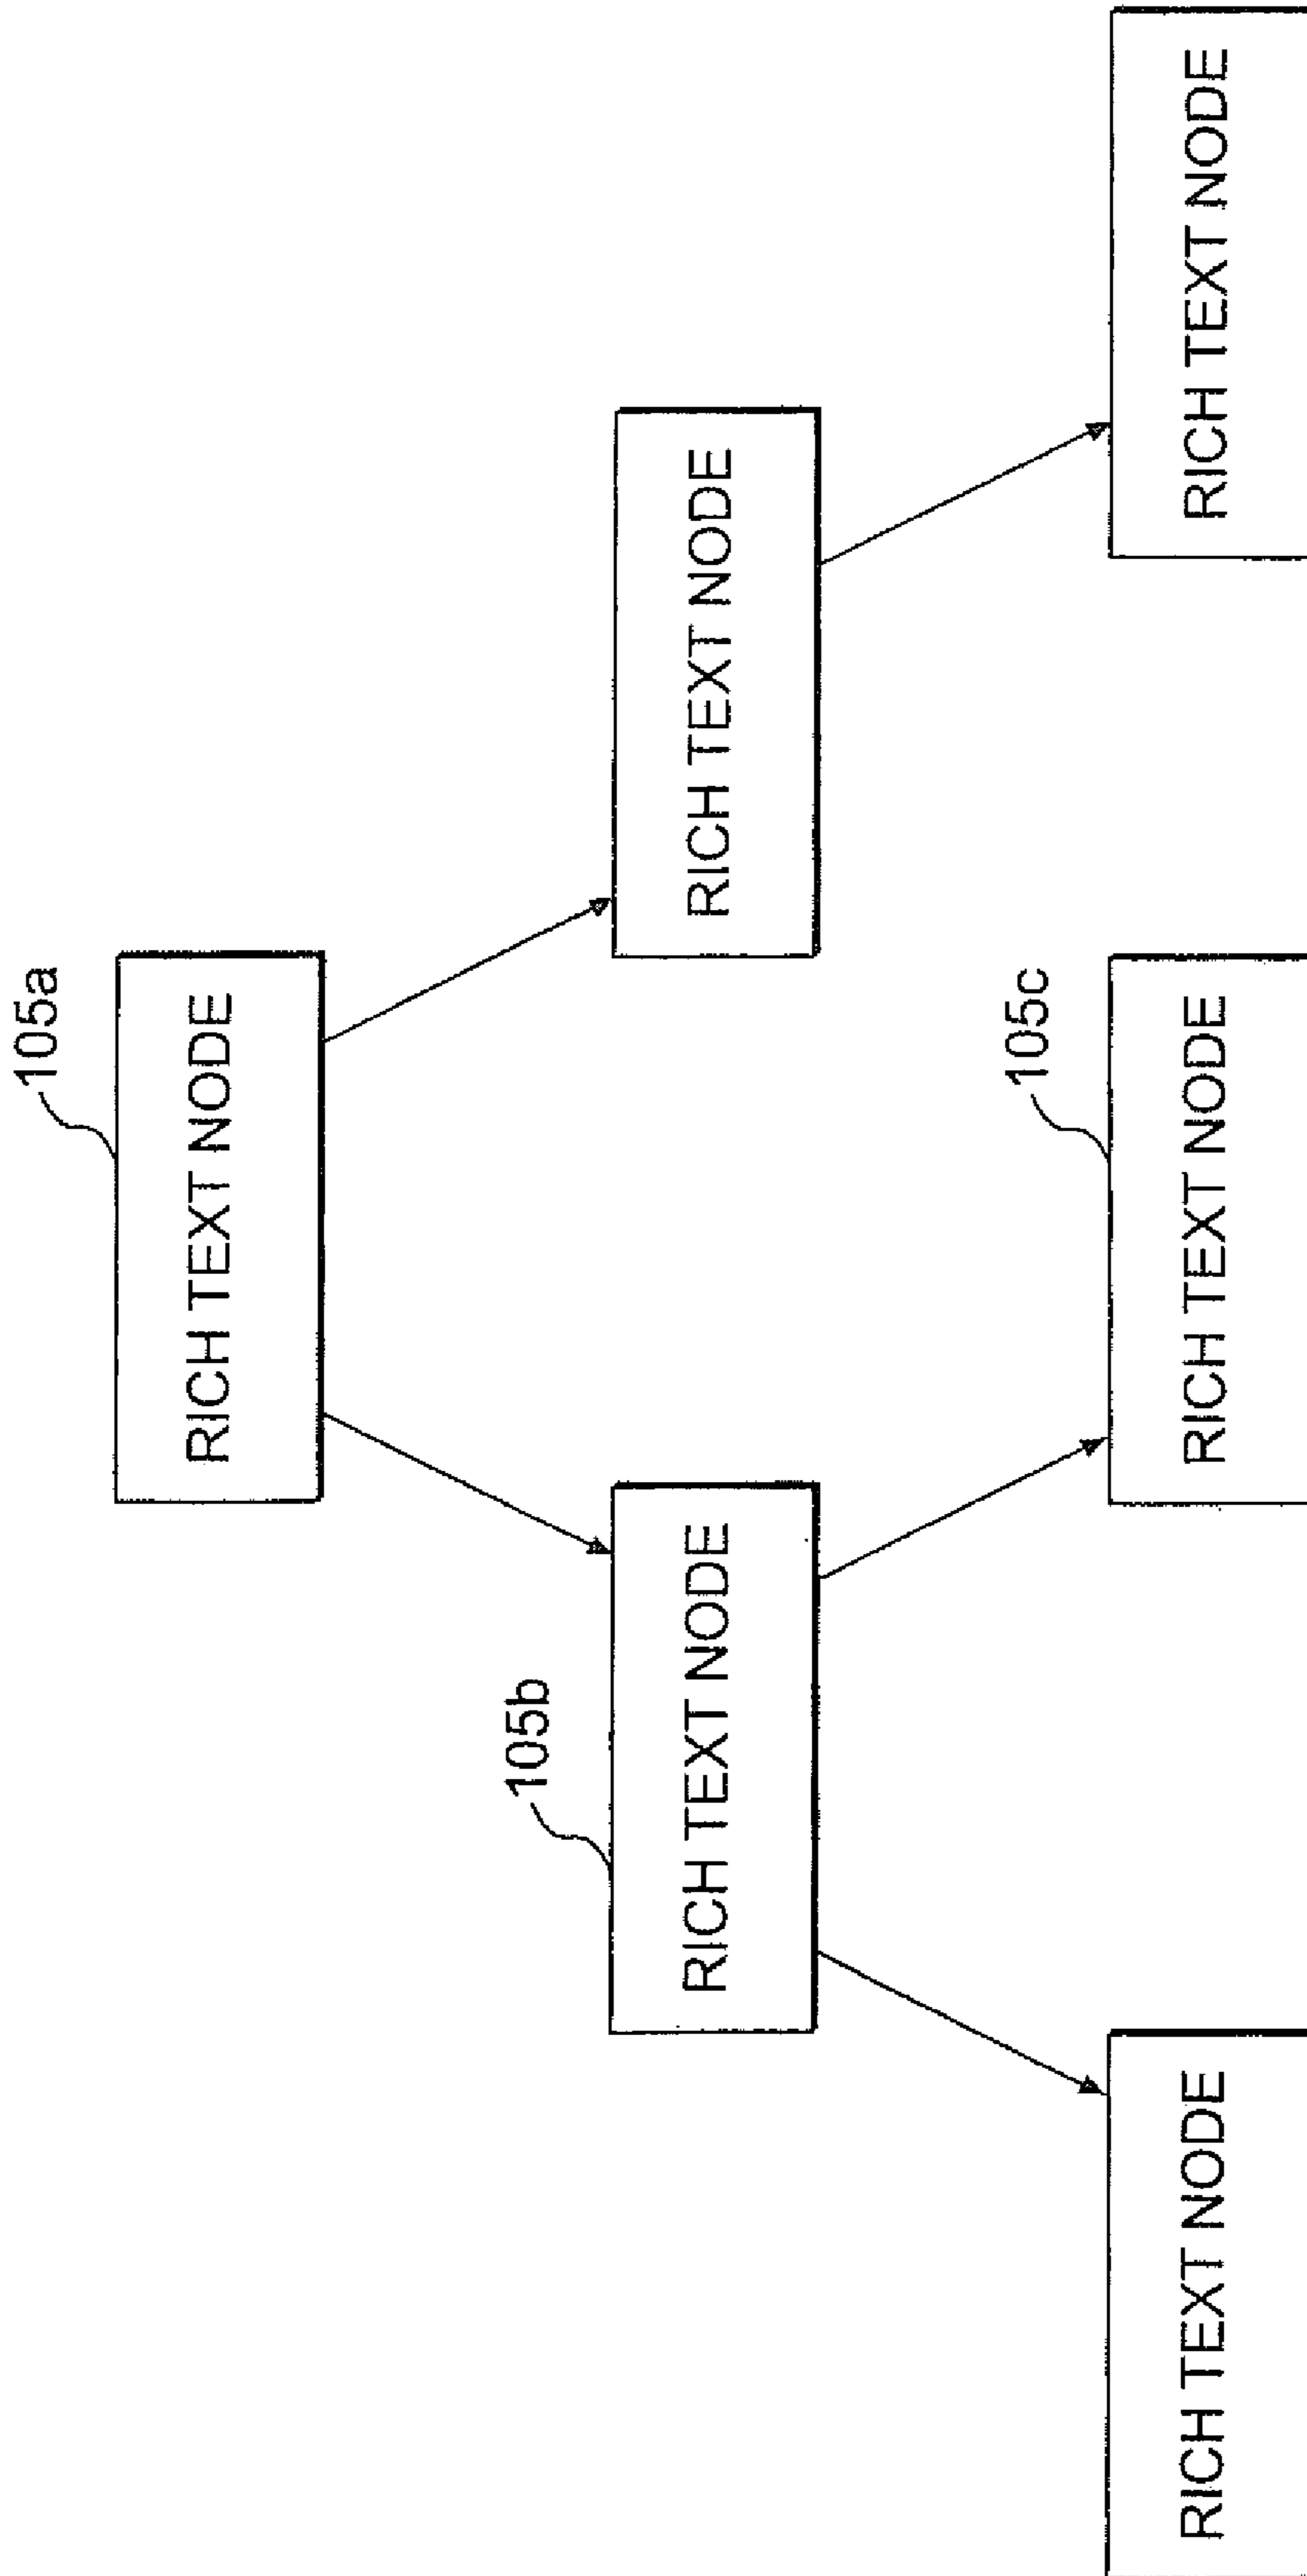 105a
RICH TEXT NODE
105b
RICH TEXT NODE
RICH TEXT NODE
105c
RICH TEXT NODE
RICH TEXT NODE
RICH TEXT NODE